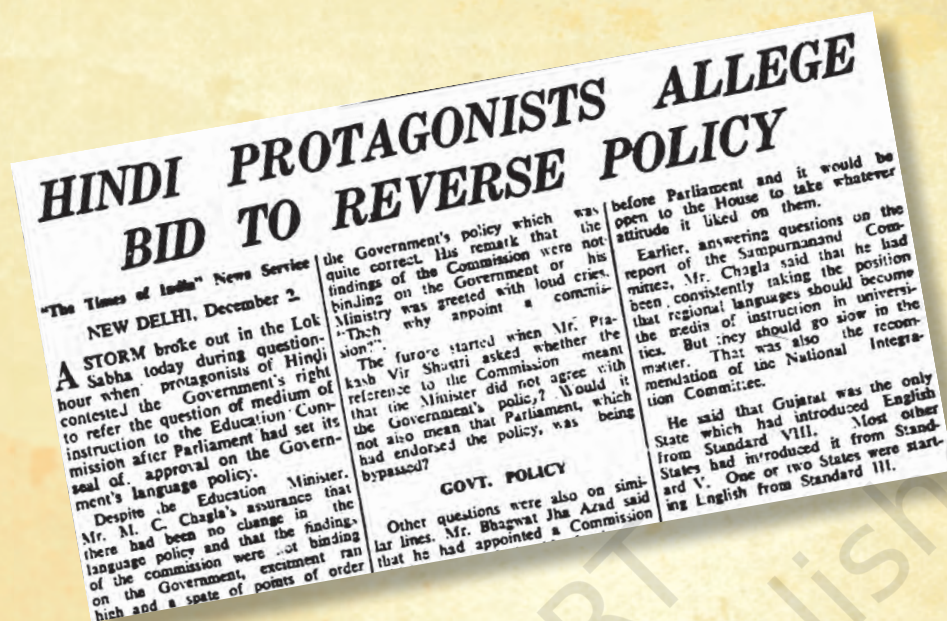 HINDI PROTAGONISTS ALLEGE
BID TO REVERSE POLICY
"The Times of India" News Service
NEW DELHI, December 2.
A STORM broke out in the Lok
Sabha today during question-
hour when protagonists of Hindi
contested the Government's right
to refer the question of medium of
instruction to the Education Com-
mission after Parliament had set its
seal of approval on the Govern-
ment's language policy.
Despite the Education Minister,
Mr. M. C. Chagla's assurance that
there had been no change in the
language policy and that the findings
of the commission were not binding
on the Government, excitment ran
high and a spate of points of order
the Government's policy which was
quite correct. His remark that the
findings of the Commission were not
binding on the Government or his
Ministry was greeted with loud cries.
"Then why appoint a commis-
sion?"
The furore started when Mr. Pra-
kash Vir Shastri asked whether the
reference to the Commission meant
that the Minister did not agree with
the Government's policy? Would it
not also mean that Parliament, which
had endorsed the policy, was being
bypassed?
GOVT. POLICY
Other questions were also on simi-
lar lines. Mr. Bhagwat Jha Azad said
that he had appointed a Commission
before Parliament and it would be
open to the House to take whatever
attitude it liked on them.
Earlier, answering questions on the
report of the Sampurnanand Com-
mittee, Mr. Chagla said that he had
been consistently taking the position
that regional languages should become
the media of instruction in universi-
ties. But they should go slow in the
matter. That was also the recom-
mendation of the National Integra-
tion Committee.
He said that Gujarat was the only
State which had introduced English
from Standard VIII. Most other
States had introduced it from Stand-
ard V. One or two States were start-
ing English from Standard III.